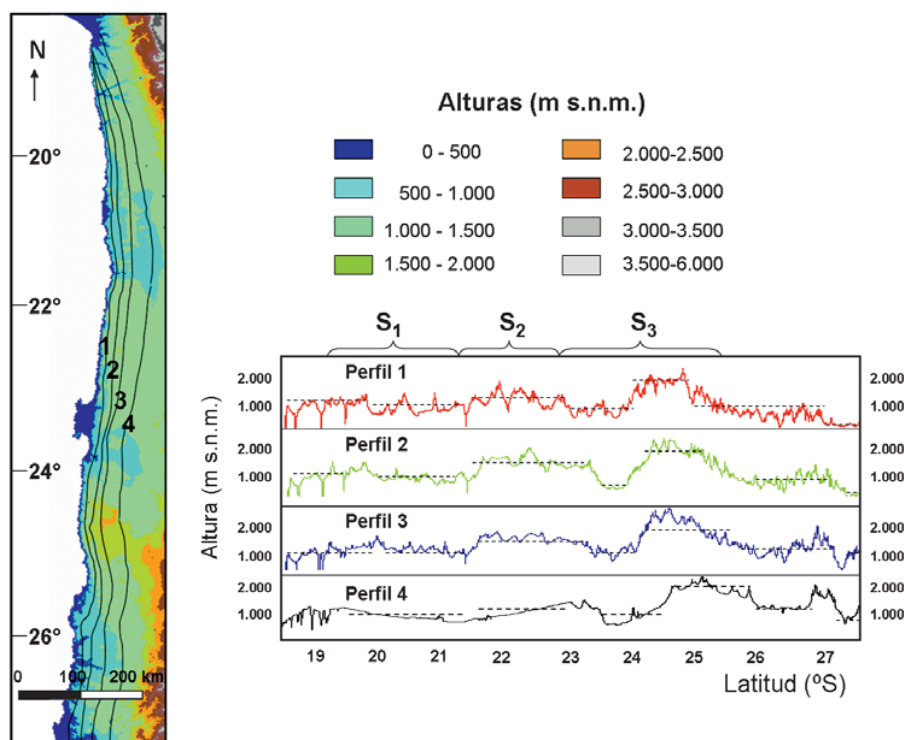 N
20°
22°
1
2
3
4
24°
26°
0 100 200 km
Alturas (m s.n.m.)
0 - 500
500 - 1.000
1.000 - 1.500
1.500 - 2.000
2.000-2.500
2.500-3.000
3.000-3.500
3.500-6.000
S1 S2 S3
Altura (m s.n.m.)
Perfil 1
2.000 2.000
1.000 1.000
Perfil 2
2.000 2.000
1.000 1.000
Perfil 3
2.000 2.000
1.000 1.000
Perfil 4
2.000 2.000
1.000 1.000
19 20 21 22 23 24 25 26 27
Latitud (ºS)